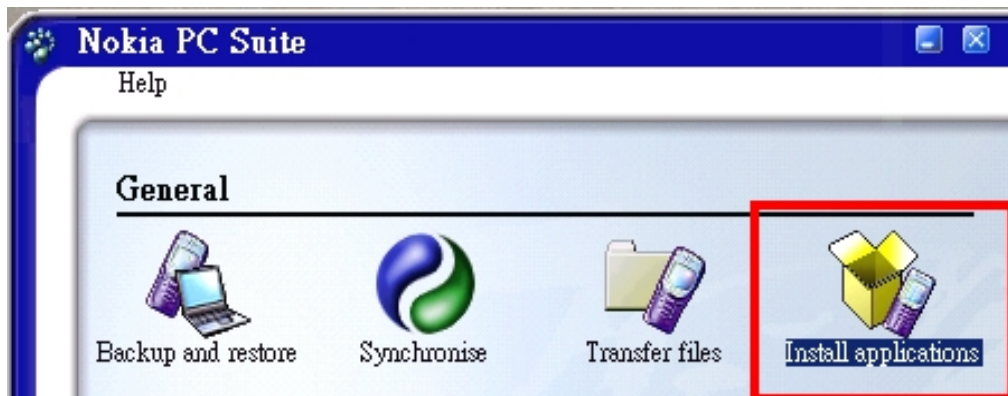 Nokia PC Suite
Help
General
Backup and restore
Synchronise
Transfer files
Install applications